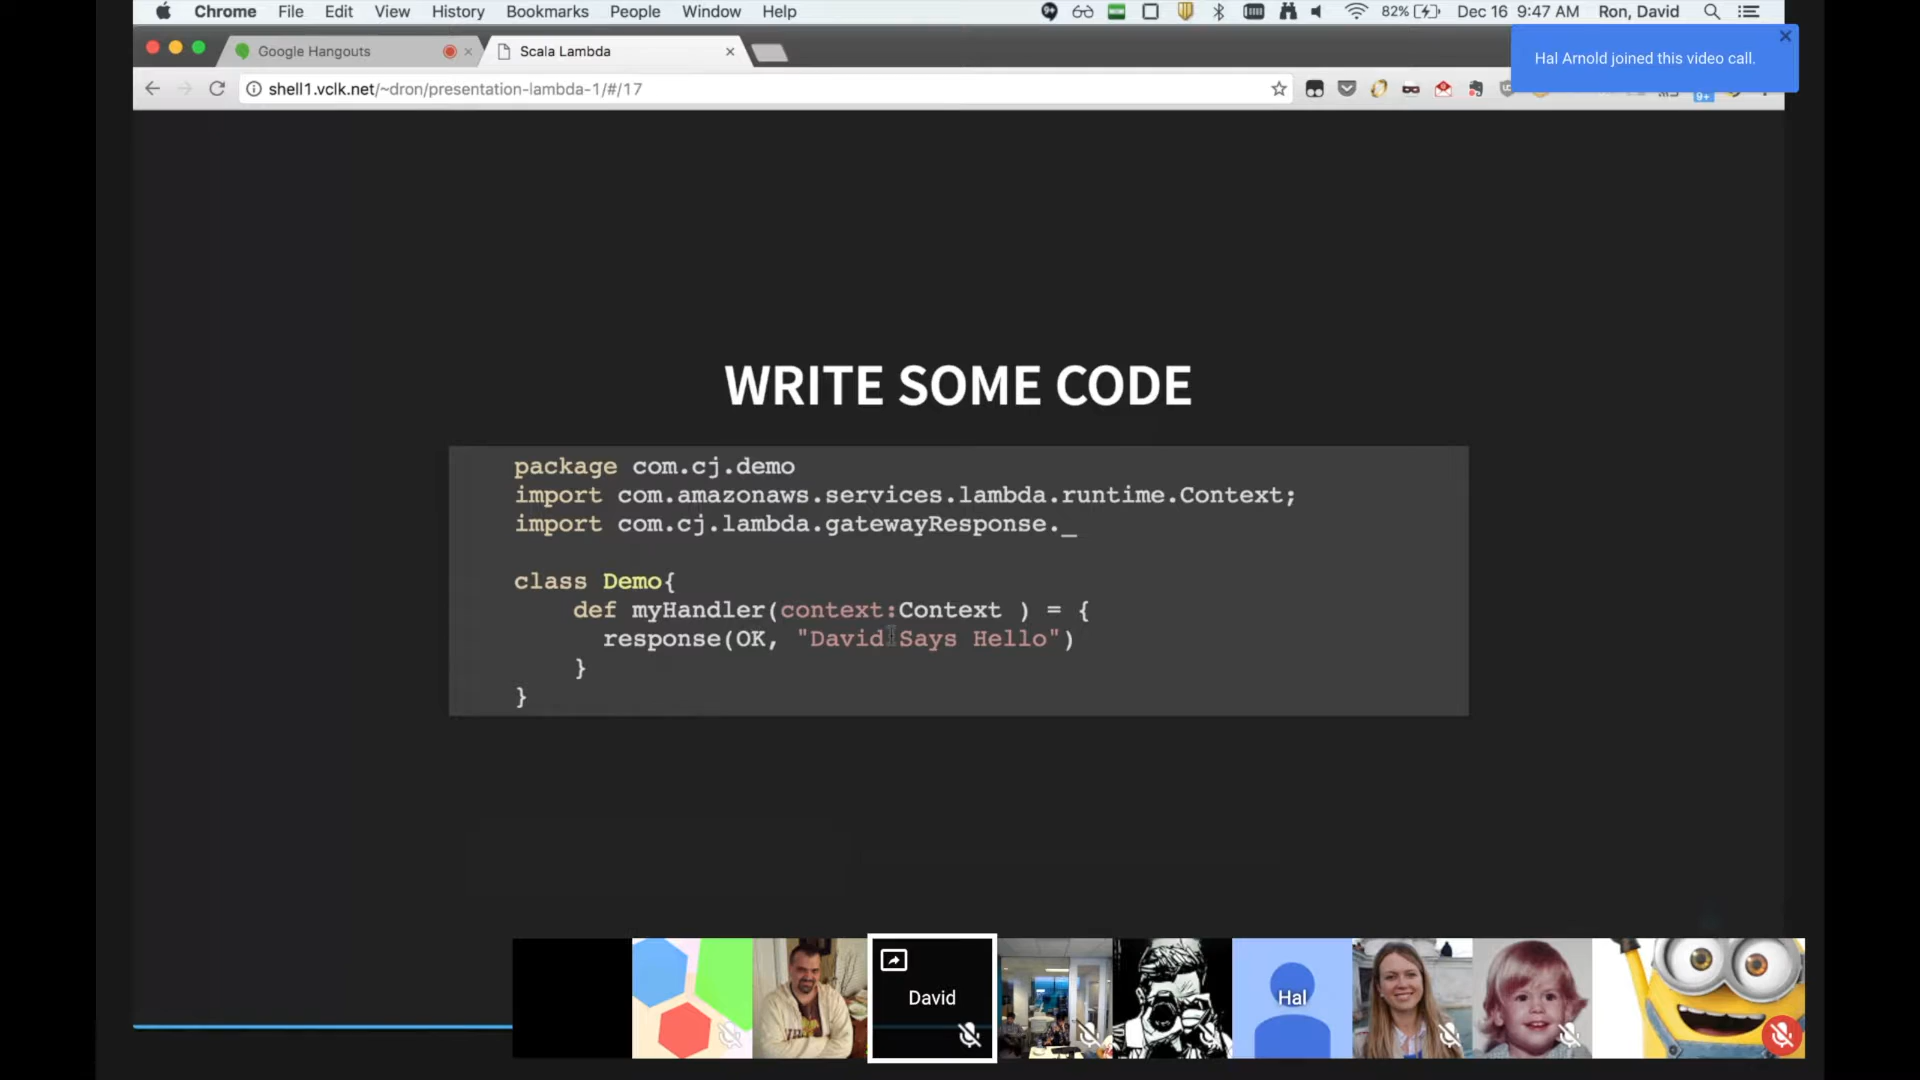 Chrome File Edit View History Bookmarks People Window Help 82% Dec 16 9:47 AM Ron, David
Google Hangouts
Scala Lambda
Hal Arnold joined this video call.
shell1.vclk.net/~dron/presentation-lambda-1/#/17
9+
WRITE SOME CODE
package com.cj.demo
import com.amazonaws.services.lambda.runtime.Context;
import com.cj.lambda.gatewayResponse._
class Demo{
def myHandler(context:Context ) = {
response(OK, "David Says Hello")
}
}
David
Hal